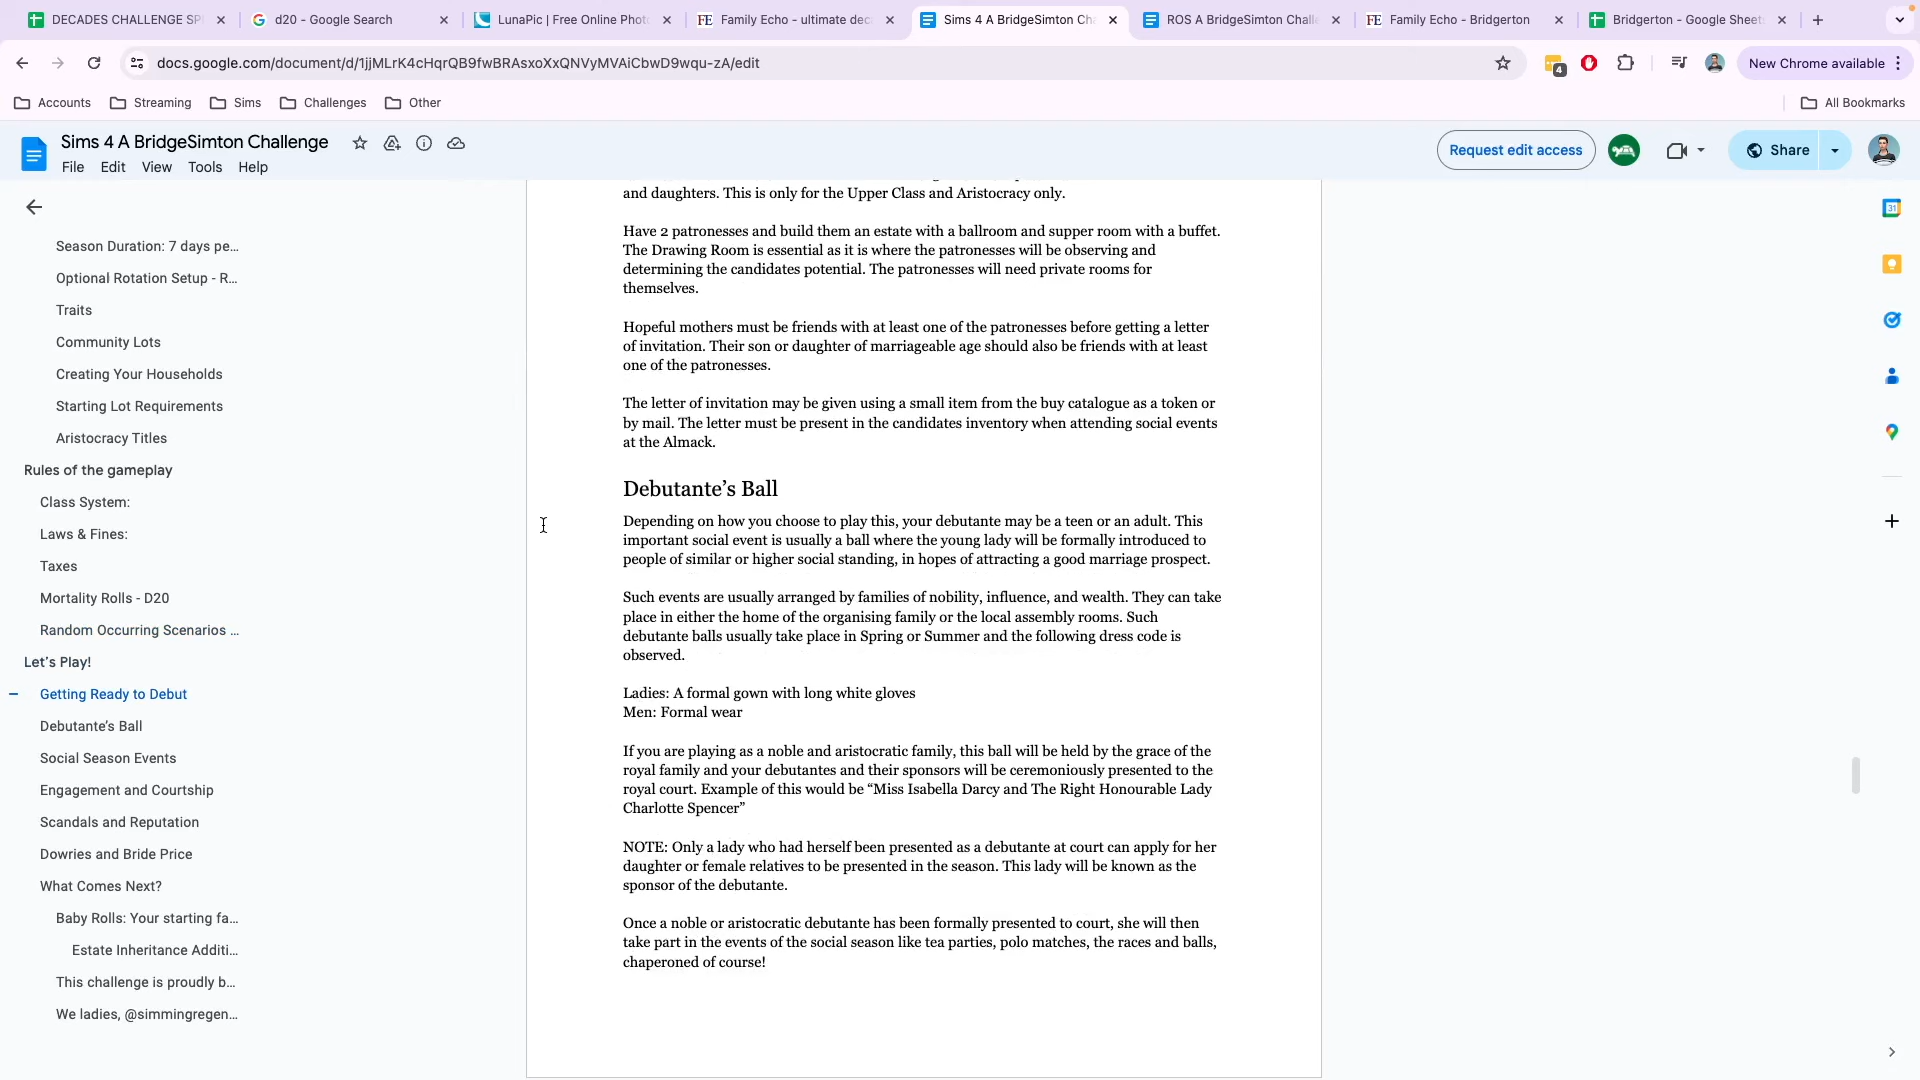 DECADES CHALLENGE SP
d20 - Google Search
LunaPic | Free Online Phot
FE Family Echo - ultimate dec
Sims 4 A BridgeSimton Ch
ROS A BridgeSimton Chall
FE Family Echo - Bridgerton
Bridgerton - Google Sheet
docs.google.com/document/d/1jjMLrK4cHqrQB9fwBRAsxoXxQNVyMVAiCbwD9wqu-zA/edit
4
New Chrome available
Accounts
Streaming
Sims
Challenges
Other
All Bookmarks
Sims 4 A BridgeSimton Challenge
File Edit View Tools Help
Request edit access
Share
31
Season Duration: 7 days pe...
Optional Rotation Setup - R...
Traits
Community Lots
Creating Your Households
Starting Lot Requirements
Aristocracy Titles
Rules of the gameplay
Class System:
Laws & Fines:
Taxes
Mortality Rolls - D20
Random Occurring Scenarios ...
Let's Play!
Getting Ready to Debut
Debutante's Ball
Social Season Events
Engagement and Courtship
Scandals and Reputation
Dowries and Bride Price
What Comes Next?
Baby Rolls: Your starting fa...
Estate Inheritance Additi...
This challenge is proudly b...
We ladies, @simmingregen...
and daughters. This is only for the Upper Class and Aristocracy only.
Have 2 patronesses and build them an estate with a ballroom and supper room with a buffet.
The Drawing Room is essential as it is where the patronesses will be observing and
determining the candidates potential. The patronesses will need private rooms for
themselves.
Hopeful mothers must be friends with at least one of the patronesses before getting a letter
of invitation. Their son or daughter of marriageable age should also be friends with at least
one of the patronesses.
The letter of invitation may be given using a small item from the buy catalogue as a token or
by mail. The letter must be present in the candidates inventory when attending social events
at the Almack.
Debutante's Ball
Depending on how you choose to play this, your debutante may be a teen or an adult. This
important social event is usually a ball where the young lady will be formally introduced to
people of similar or higher social standing, in hopes of attracting a good marriage prospect.
Such events are usually arranged by families of nobility, influence, and wealth. They can take
place in either the home of the organising family or the local assembly rooms. Such
debutante balls usually take place in Spring or Summer and the following dress code is
observed.
Ladies: A formal gown with long white gloves
Men: Formal wear
If you are playing as a noble and aristocratic family, this ball will be held by the grace of the
royal family and your debutantes and their sponsors will be ceremoniously presented to the
royal court. Example of this would be “Miss Isabella Darcy and The Right Honourable Lady
Charlotte Spencer”
NOTE: Only a lady who had herself been presented as a debutante at court can apply for her
daughter or female relatives to be presented in the season. This lady will be known as the
sponsor of the debutante.
Once a noble or aristocratic debutante has been formally presented to court, she will then
take part in the events of the social season like tea parties, polo matches, the races and balls,
chaperoned of course!